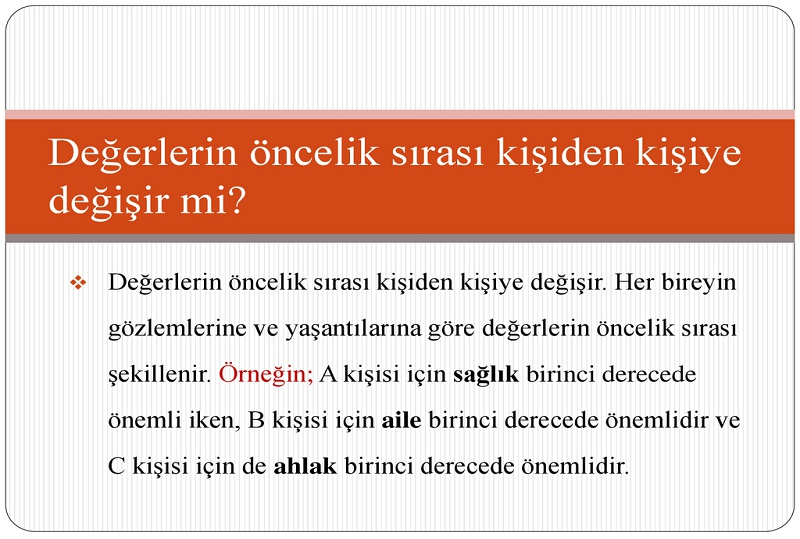 Değerlerin öncelik sırası kişiden kişiye
değişir mi?
Değerlerin öncelik sırası kişiden kişiye değişir. Her bireyin
gözlemlerine ve yaşantılarına göre değerlerin öncelik sırası
şekillenir. Örneğin; A kişisi için sağlık birinci derecede
önemli iken, B kişisi için aile birinci derecede önemlidir ve
C kişisi için de ahlak birinci derecede önemlidir.